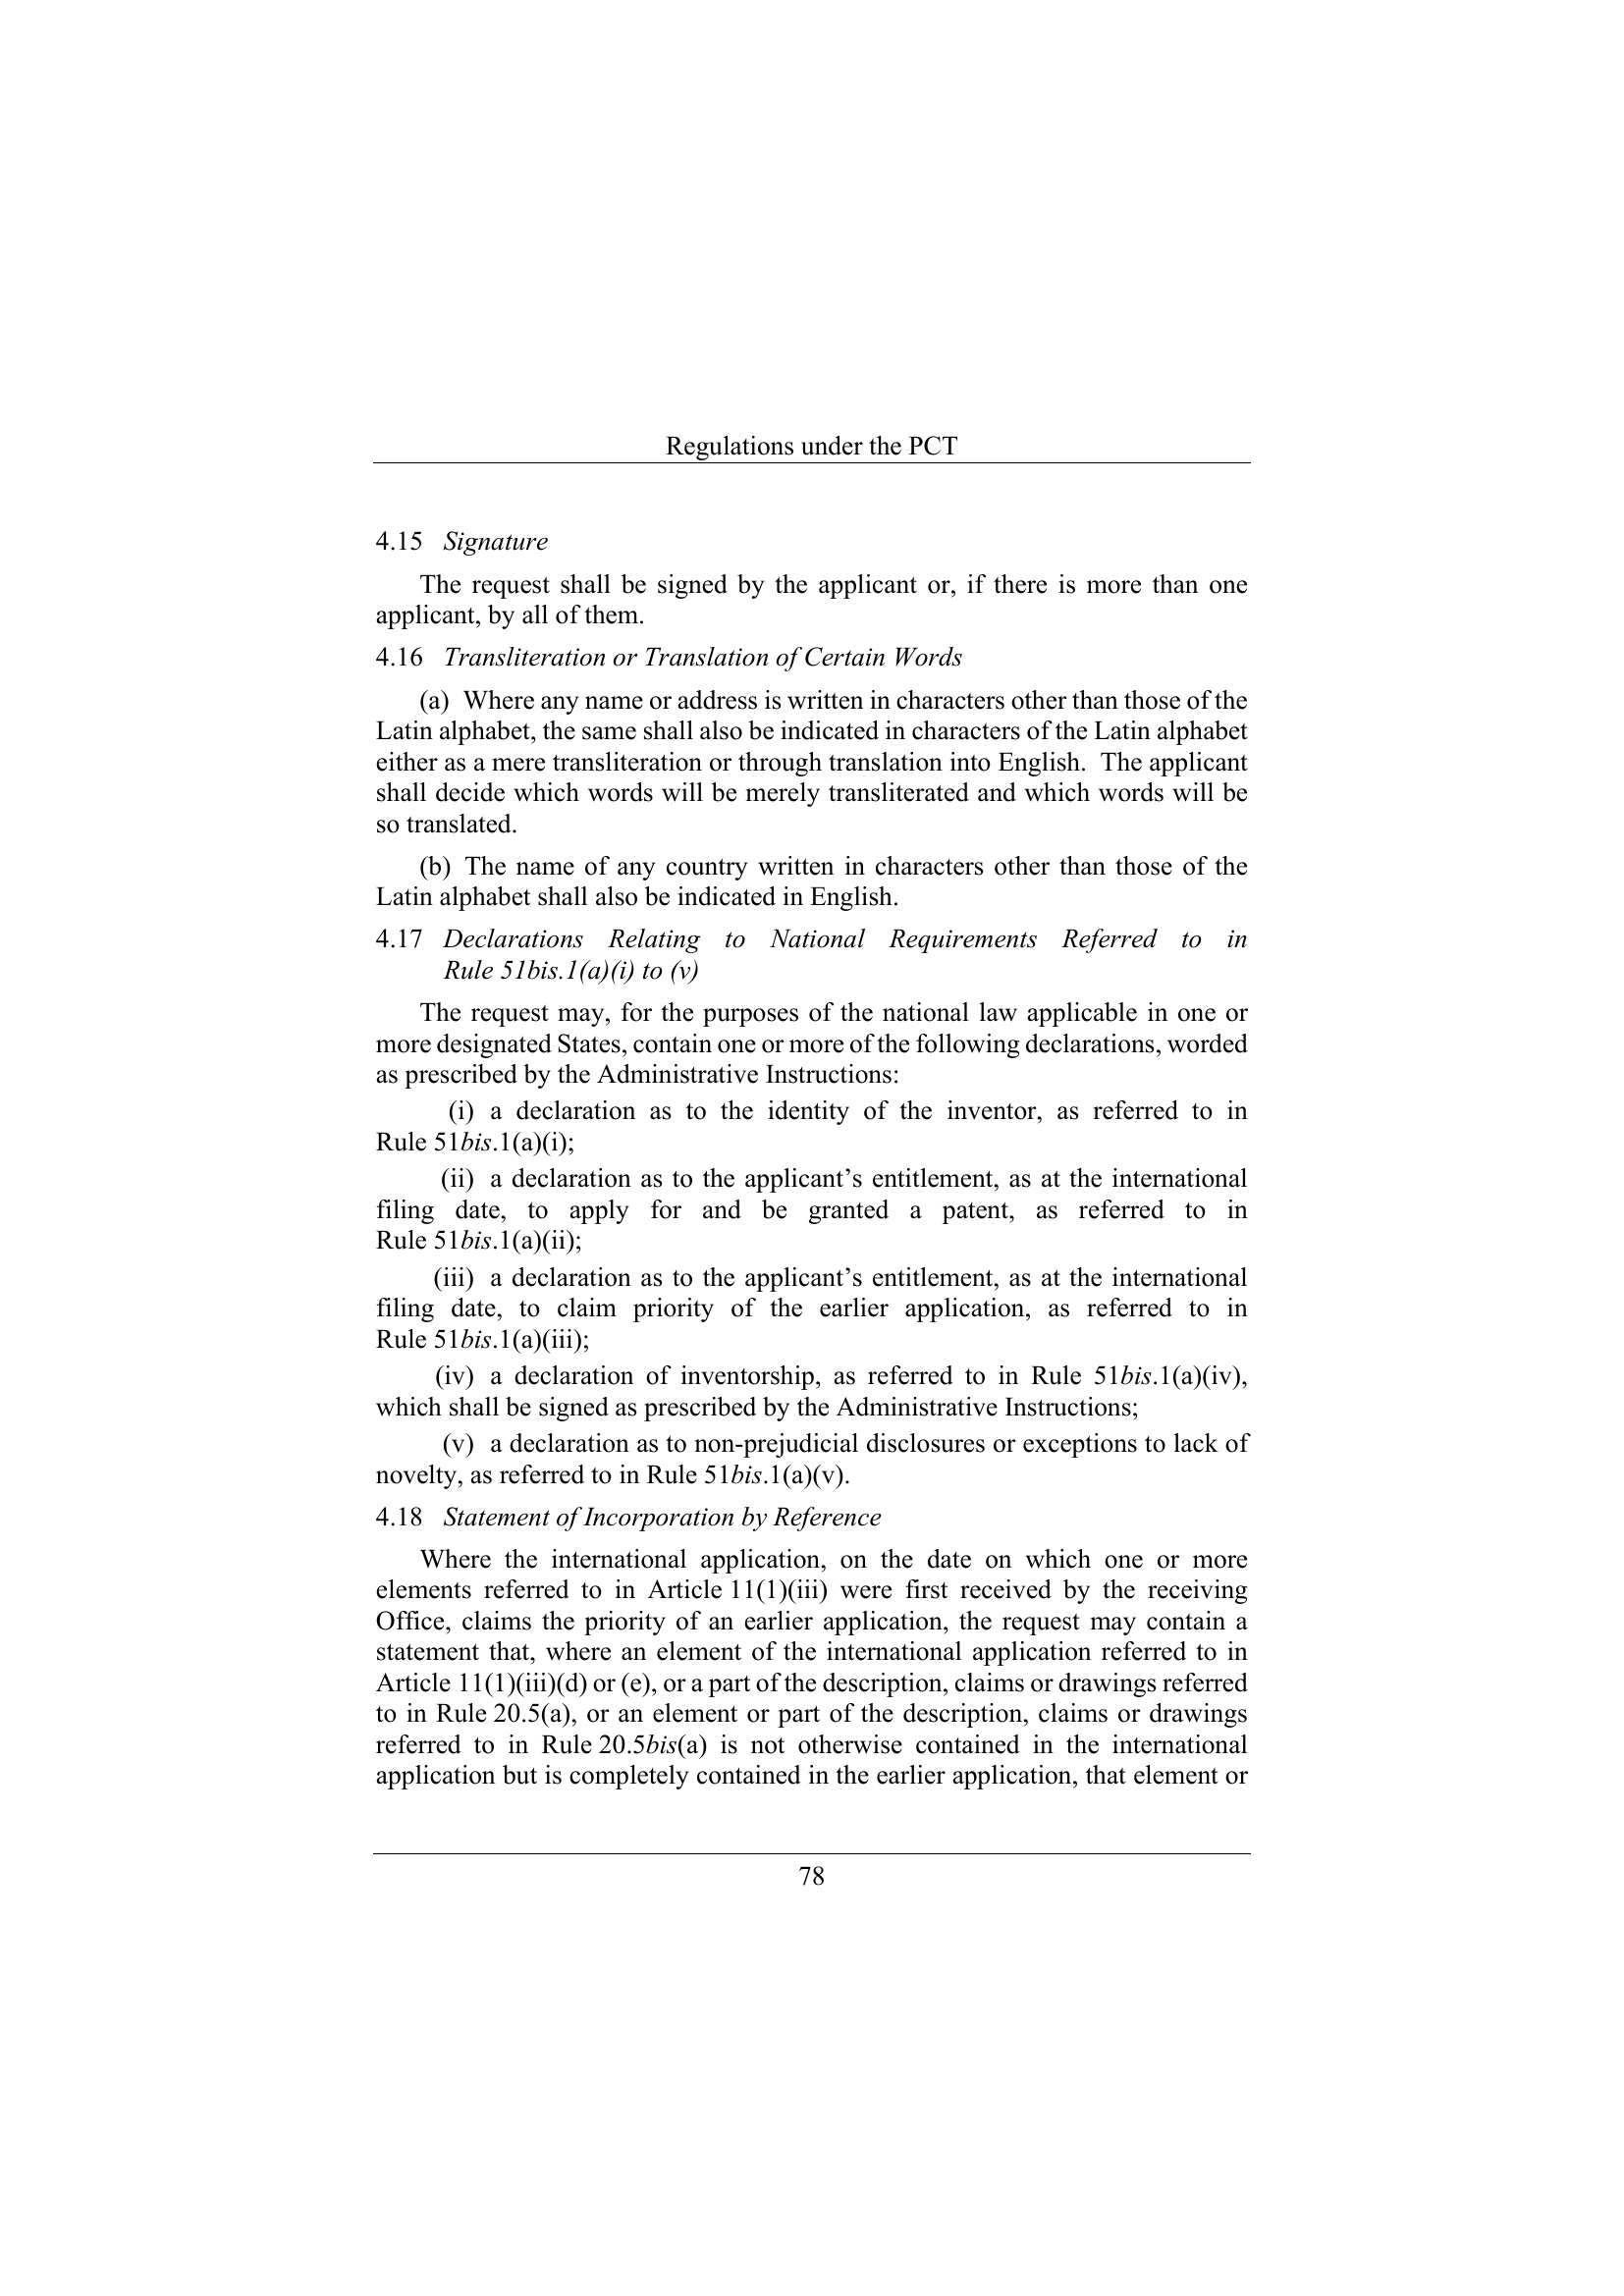 Regulations under the PCT
4.15 Signature
The request shall be signed by the applicant or, if there is more than one
applicant, by all of them.
4.16 Transliteration or Translation of Certain Words
(a) Where any name or address is written in characters other than those of the
Latin alphabet, the same shall also be indicated in characters of the Latin alphabet
either as a mere transliteration or through translation into English. The applicant
shall decide which words will be merely transliterated and which words will be
so translated.
(b) The name of any country written in characters other than those of the
Latin alphabet shall also be indicated in English.
4.17 Declarations Relating to National Requirements Referred to in
Rule 51bis.1(a)(i) to (v)
The request may, for the purposes of the national law applicable in one or
more designated States, contain one or more of the following declarations, worded
as prescribed by the Administrative Instructions:
(i) a declaration as to the identity of the inventor, as referred to in
Rule 51bis.1(a)(i);
(ii) a declaration as to the applicant’s entitlement, as at the international
filing date, to apply for and be granted a patent, as referred to in
Rule 51bis.1(a)(ii);
(iii) a declaration as to the applicant’s entitlement, as at the international
filing date, to claim priority of the earlier application, as referred to in
Rule 51bis.1(a)(iii);
(iv) a declaration of inventorship, as referred to in Rule 51bis.1(a)(iv),
which shall be signed as prescribed by the Administrative Instructions;
(v) a declaration as to non-prejudicial disclosures or exceptions to lack of
novelty, as referred to in Rule 51bis.1(a)(v).
4.18 Statement of Incorporation by Reference
Where the international application, on the date on which one or more
elements referred to in Article 11(1)(iii) were first received by the receiving
Office, claims the priority of an earlier application, the request may contain a
statement that, where an element of the international application referred to in
Article 11(1)(iii)(d) or (e), or a part of the description, claims or drawings referred
to in Rule 20.5(a), or an element or part of the description, claims or drawings
referred to in Rule 20.5bis(a) is not otherwise contained in the international
application but is completely contained in the earlier application, that element or
78